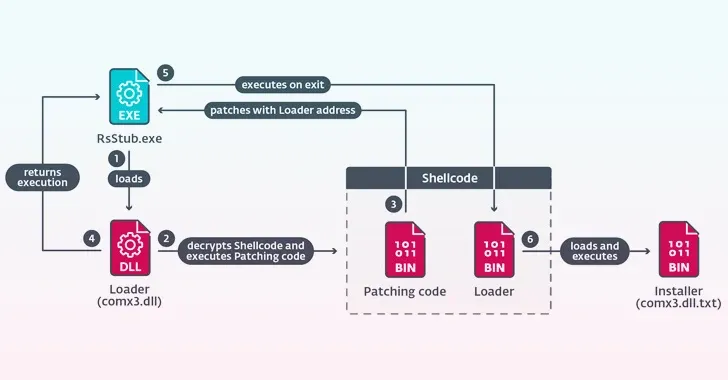 5
executes on exit
EXE
patches with Loader address
RsStub.exe
1
returns
execution
loads
Shellcode
3
4
2
DLL
decrypts Shellcode and
executes Patching code
101
011
BIN
101
011
BIN
6
loads and
executes
101
011
BIN
Loader
(comx3.dll)
Patching code
Loader
Installer
(comx3.dll.txt)